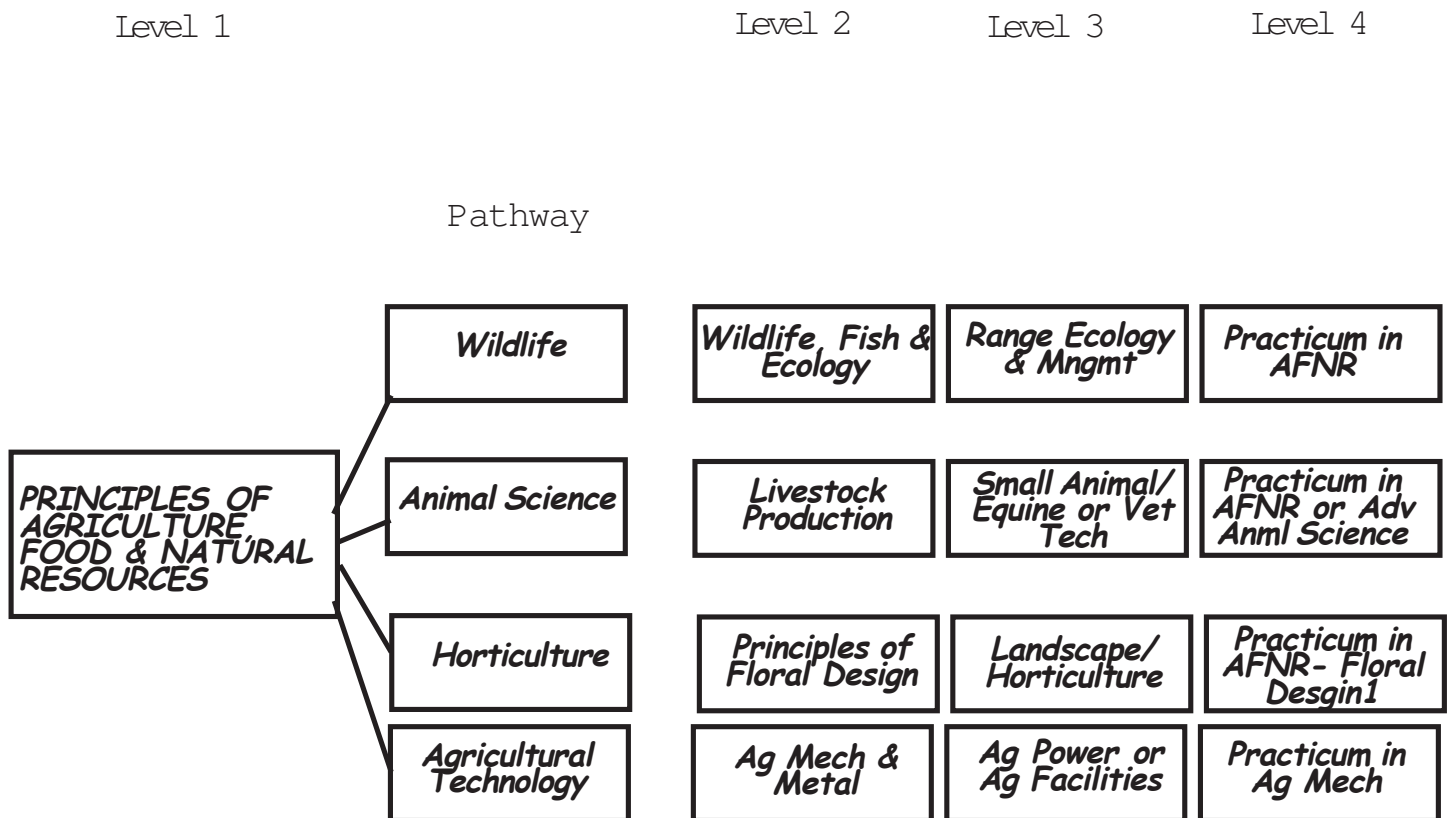 Level 1
Level 2
Level 3
Level 4
Pathway
Wildlife
Wildlife, Fish &
Ecology
Range Ecology
& Mngmt
Practicum in
AFNR
PRINCIPLES OF
AGRICULTURE,
FOOD & NATURAL
RESOURCES
Animal Science
Livestock
Production
Small Animal/
Equine or Vet
Tech
Practicum in
AFNR or Adv
Anml Science
Horticulture
Principles of
Floral Design
Landscape/
Horticulture
Practicum in
AFNR- Floral
Desgin1
Agricultural
Technology
Ag Mech &
Metal
Ag Power or
Ag Facilities
Practicum in
Ag Mech